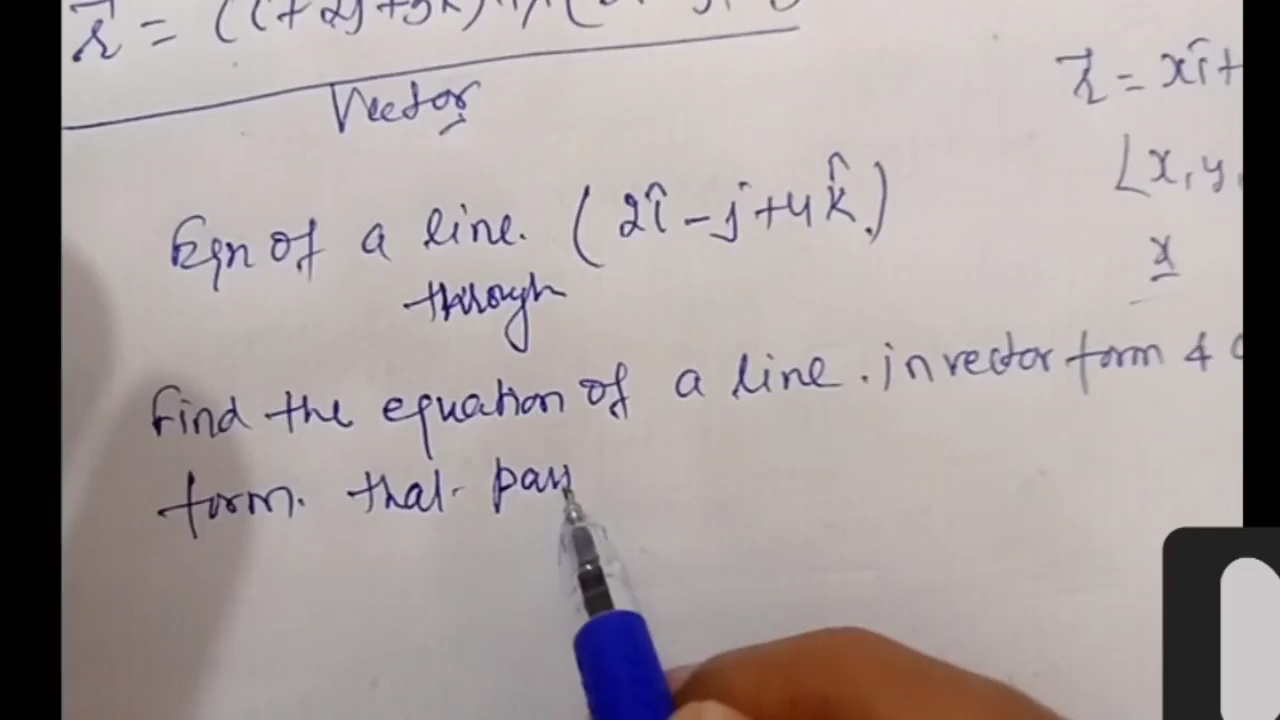 r = (
Vector
r = xî+
Eqn of a line. (2î-j+4k̂.)
Lx,y,
through
x
Find the equation of a line. in vector form &
form. that. pass